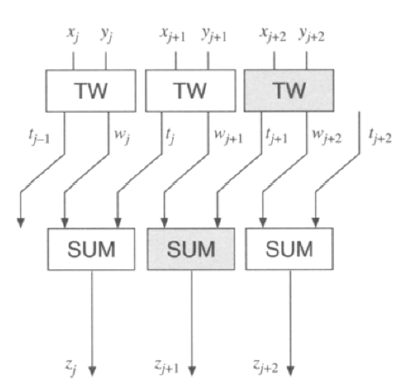 x_j y_j x_{j+1} y_{j+1} x_{j+2} y_{j+2}
TW TW TW
t_{j-1} w_j t_j w_{j+1} t_{j+1} w_{j+2} t_{j+2}
SUM SUM SUM
z_j z_{j+1} z_{j+2}